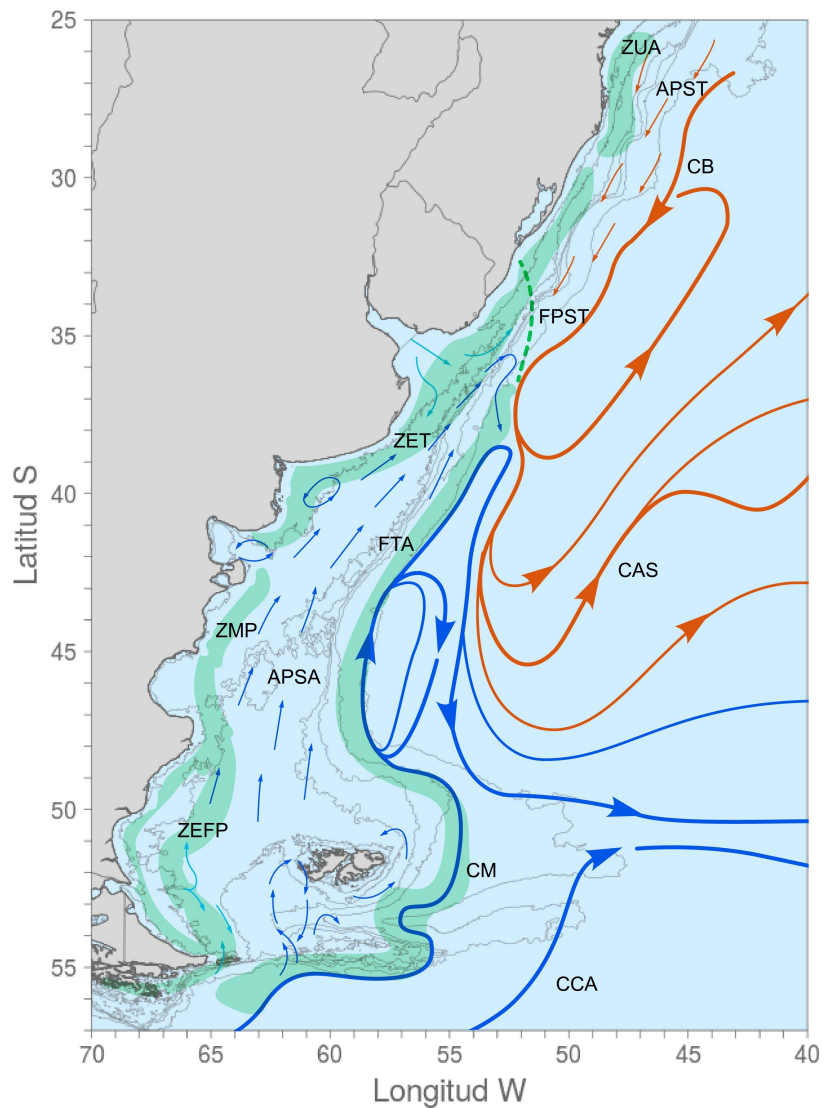 25
ZUA
APST
CB
30
FPST
35
ZET
40
FTA
CAS
ZMP
45
APSA
50
ZEFP
CM
55
CCA
70 65 60 55 50 45 40
Latitud S
Longitud W